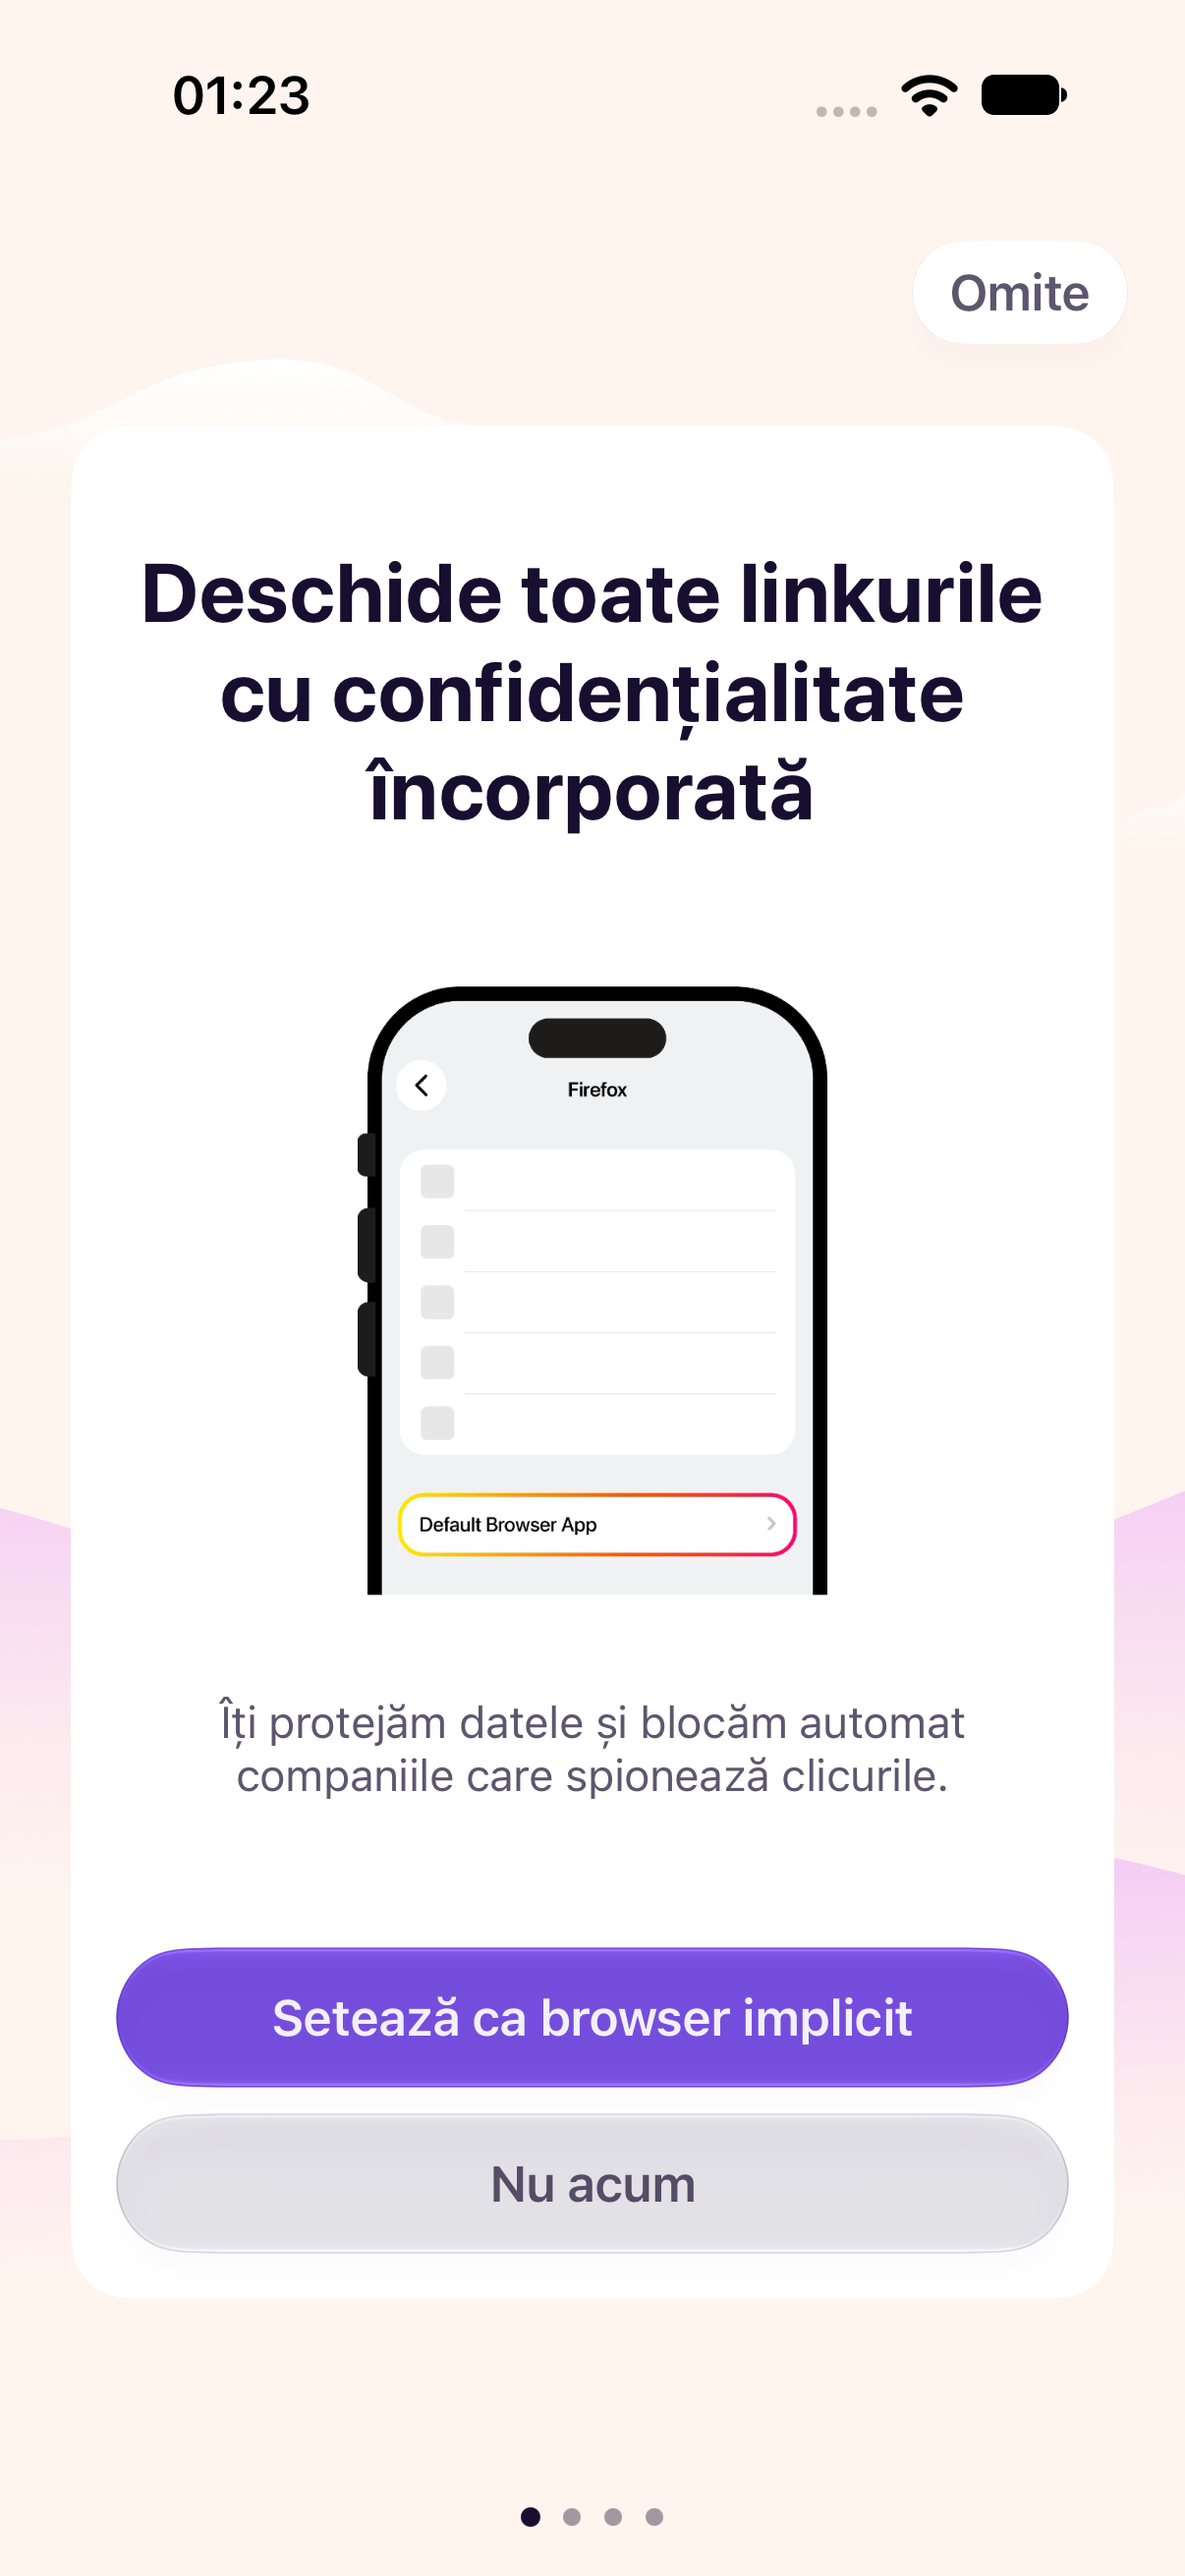 01:23
Omite
Deschide toate linkurile
cu confidențialitate
încorporată
Firefox
Default Browser App
Îți protejăm datele și blocăm automat
companiile care spionează clicurile.
Setează ca browser implicit
Nu acum